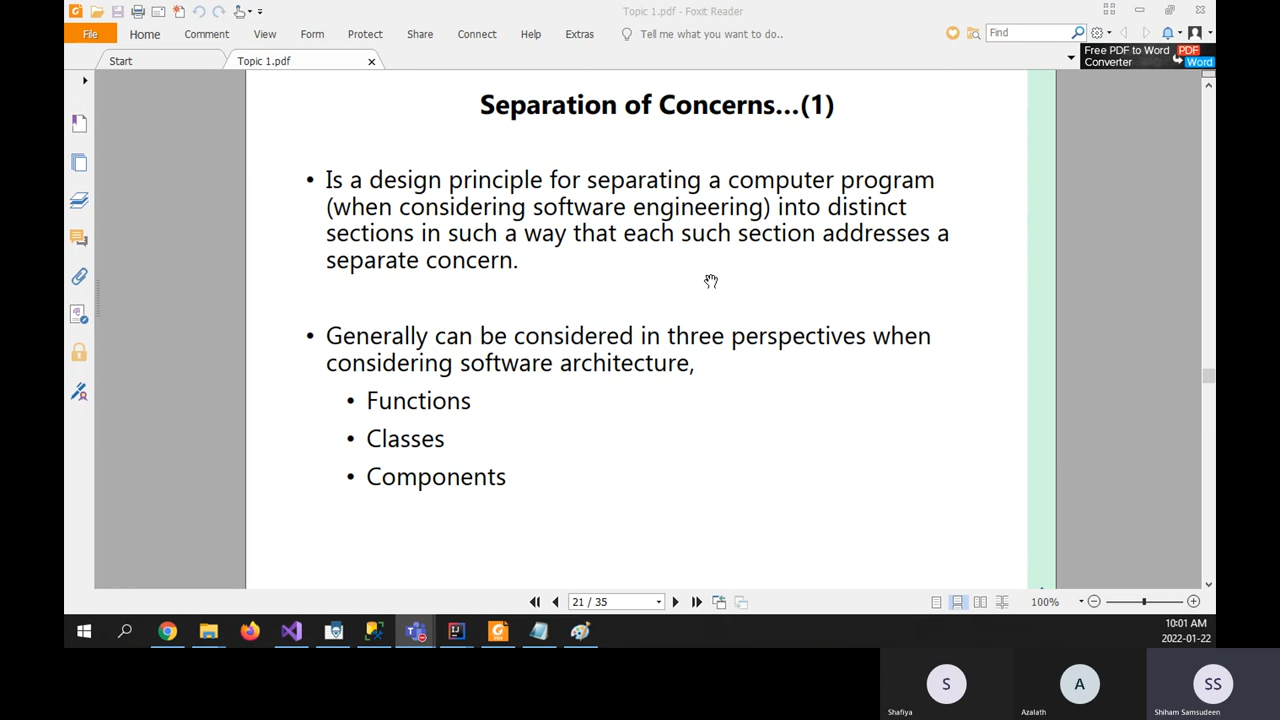 Topic 1.pdf - Foxit Reader
File Home Comment View Form Protect Share Connect Help Extras Tell me what you want to do.. Find
Start Topic 1.pdf
Free PDF to Word Converter PDF Word
Separation of Concerns...(1)
• Is a design principle for separating a computer program
(when considering software engineering) into distinct
sections in such a way that each such section addresses a
separate concern.
• Generally can be considered in three perspectives when
considering software architecture,
• Functions
• Classes
• Components
21 / 35 100%
10:01 AM
2022-01-22
S A SS
Shafiya Azalath Shiham Samsudeen